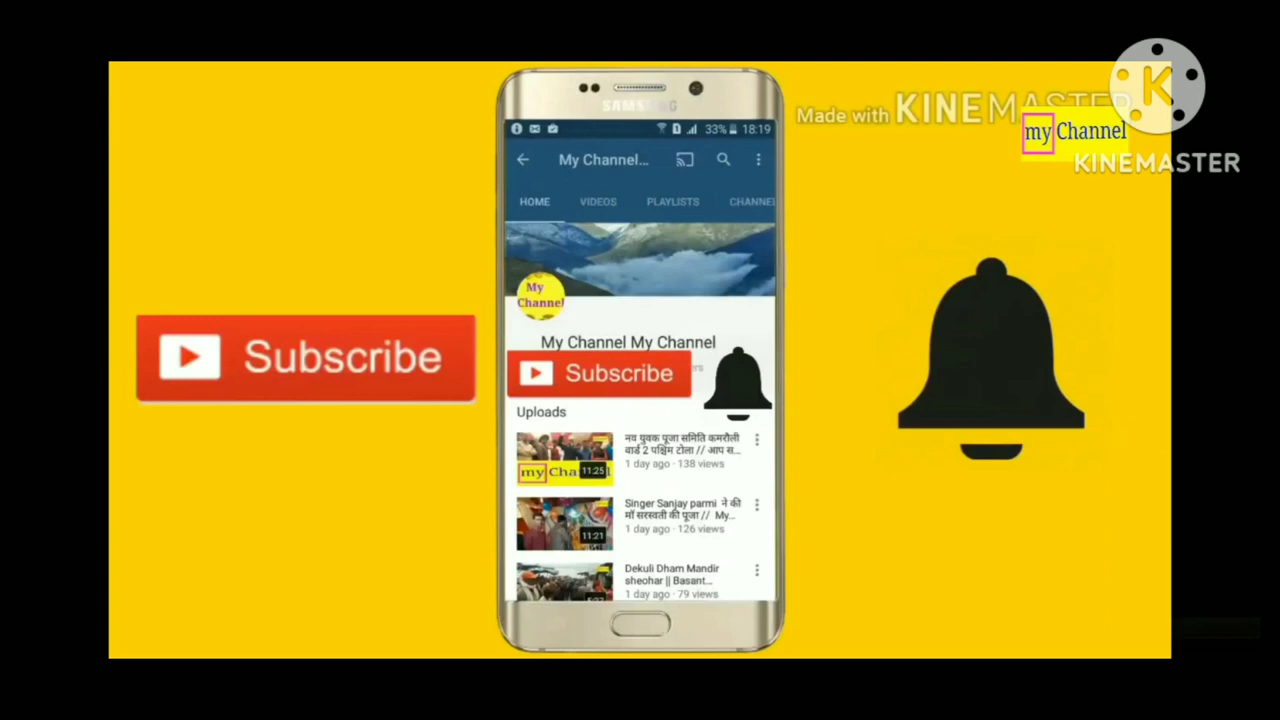 Made with KINEMASTER
my Channel
KINEMASTER
SAMSUNG
33% 18:19
My Channel...
HOME VIDEOS PLAYLISTS CHANNEL
My
Channel
My Channel My Channel
Subscribe
Subscribe
Uploads
नव युवक पूजा समिति कमरौली
वार्ड 2 पश्चिम टोला // आप स...
1 day ago · 138 views
my Cha
11:25
Singer Sanjay parmi ने की
माँ सरस्वती की पूजा // My...
1 day ago · 126 views
11:21
Dekuli Dham Mandir
sheohar || Basant...
1 day ago · 79 views